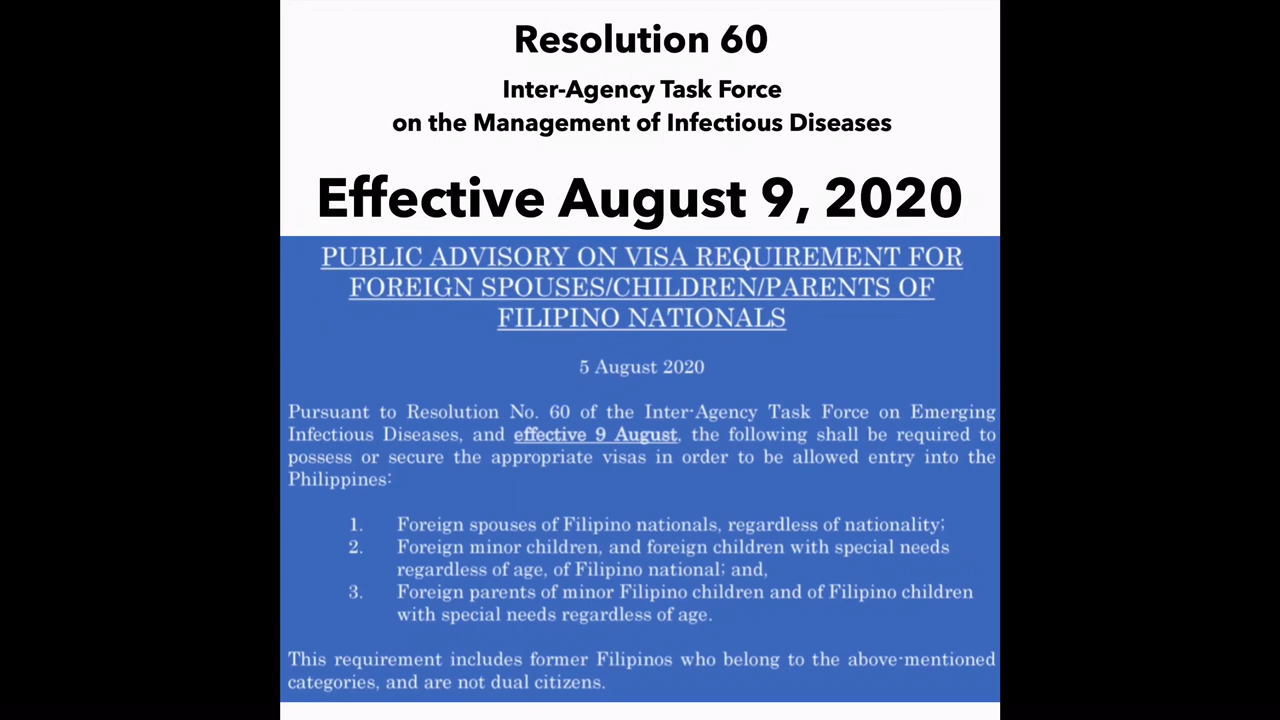 Resolution 60
Inter-Agency Task Force
on the Management of Infectious Diseases
Effective August 9, 2020
PUBLIC ADVISORY ON VISA REQUIREMENT FOR
FOREIGN SPOUSES/CHILDREN/PARENTS OF
FILIPINO NATIONALS
5 August 2020
Pursuant to Resolution No. 60 of the Inter-Agency Task Force on Emerging
Infectious Diseases, and effective 9 August, the following shall be required to
possess or secure the appropriate visas in order to be allowed entry into the
Philippines:
1. Foreign spouses of Filipino nationals, regardless of nationality;
2. Foreign minor children, and foreign children with special needs
regardless of age, of Filipino national; and,
3. Foreign parents of minor Filipino children and of Filipino children
with special needs regardless of age.
This requirement includes former Filipinos who belong to the above-mentioned
categories, and are not dual citizens.